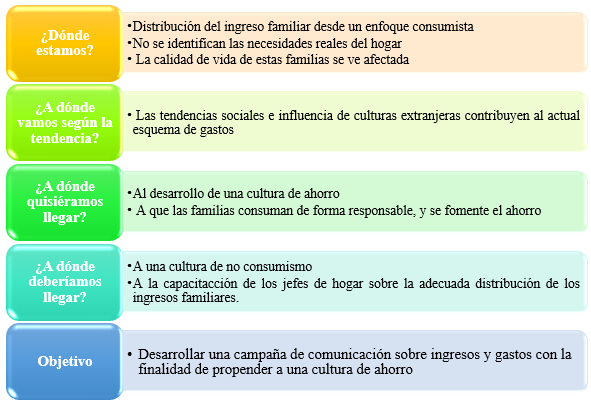 ¿Dónde
estamos?
•Distribución del ingreso familiar desde un enfoque consumista
•No se identifican las necesidades reales del hogar
• La calidad de vida de estas familias se ve afectada
¿A dónde
vamos según la
tendencia?
• Las tendencias sociales e influencia de culturas extranjeras contribuyen al actual
esquema de gastos
¿A dónde
quisiéramos
llegar?
•Al desarrollo de una cultura de ahorro
• A que las familias consuman de forma responsable, y se fomente el ahorro
¿A dónde
deberíamos
llegar?
•A una cultura de no consumismo
•A la capacitacción de los jefes de hogar sobre la adecuada distribución de los
ingresos familiares.
Objetivo
• Desarrollar una campaña de comunicación sobre ingresos y gastos con la
finalidad de propender a una cultura de ahorro